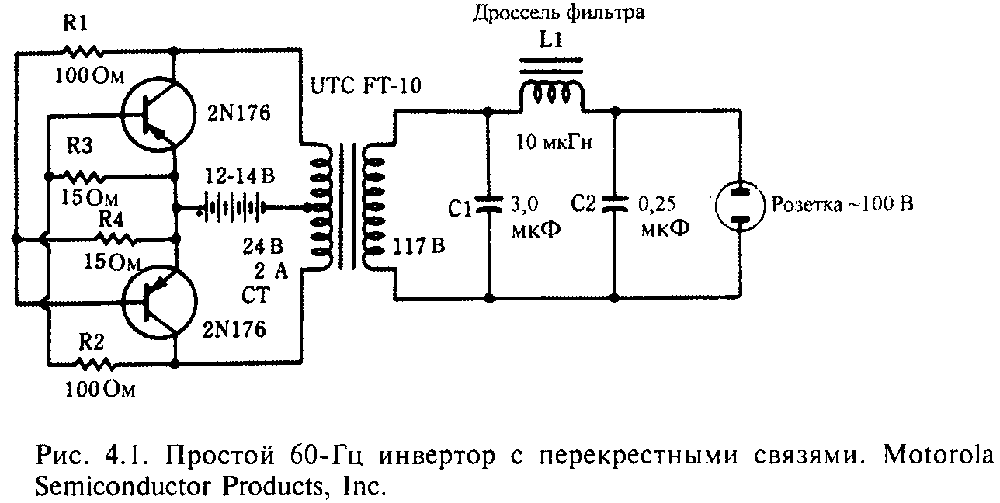 Дроссель фильтра
L1
R1
100 Ом
UTC FT-10
2N176
10 мкГн
R3
15 Ом
12-14 В
R4
15 Ом
24 В
2 А
СТ
117 В
C1
3,0
мкФ
C2
0,25
мкФ
Розетка ~100 В
2N176
R2
100 Ом
Рис. 4.1. Простой 60-Гц инвертор с перекрестными связями. Motorola
Semiconductor Products, Inc.